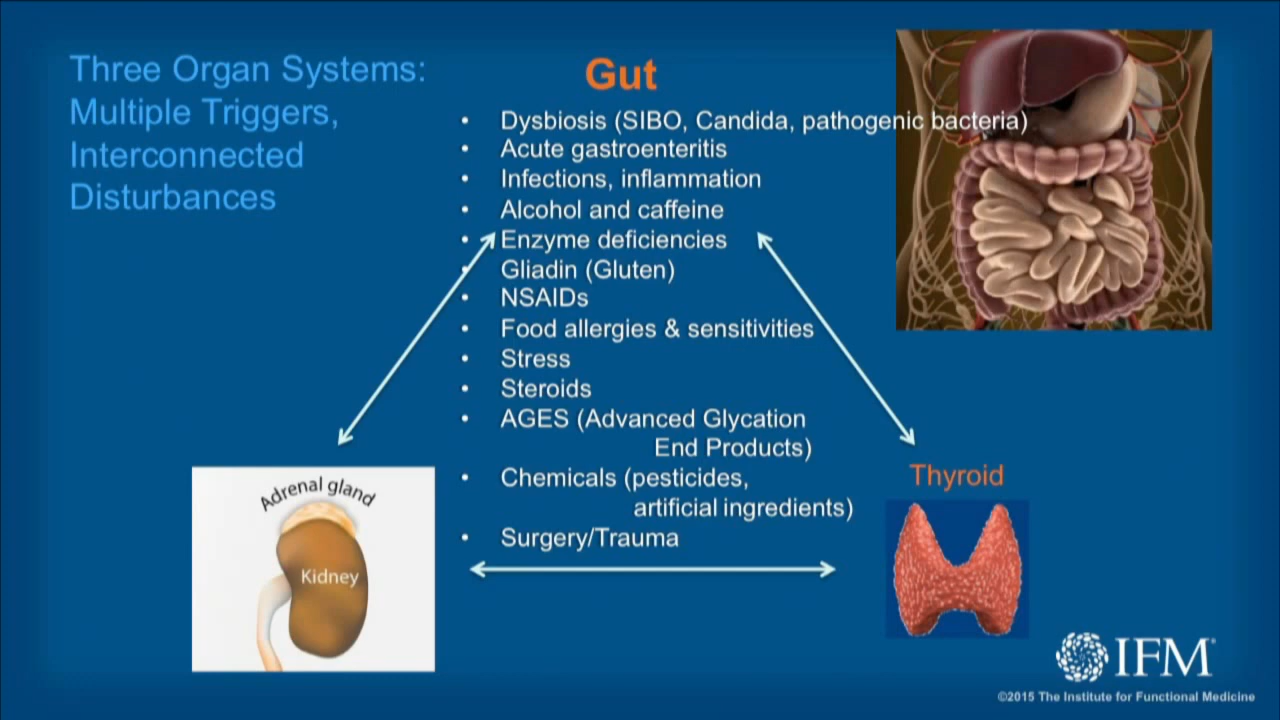 Three Organ Systems:
Multiple Triggers,
Interconnected
Disturbances
Gut
• Dysbiosis (SIBO, Candida, pathogenic bacteria)
• Acute gastroenteritis
• Infections, inflammation
• Alcohol and caffeine
• Enzyme deficiencies
• Gliadin (Gluten)
• NSAIDs
• Food allergies & sensitivities
• Stress
• Steroids
• AGES (Advanced Glycation
End Products)
• Chemicals (pesticides,
artificial ingredients)
• Surgery/Trauma
Adrenal gland
Kidney
Thyroid
IFM
©2015 The Institute for Functional Medicine